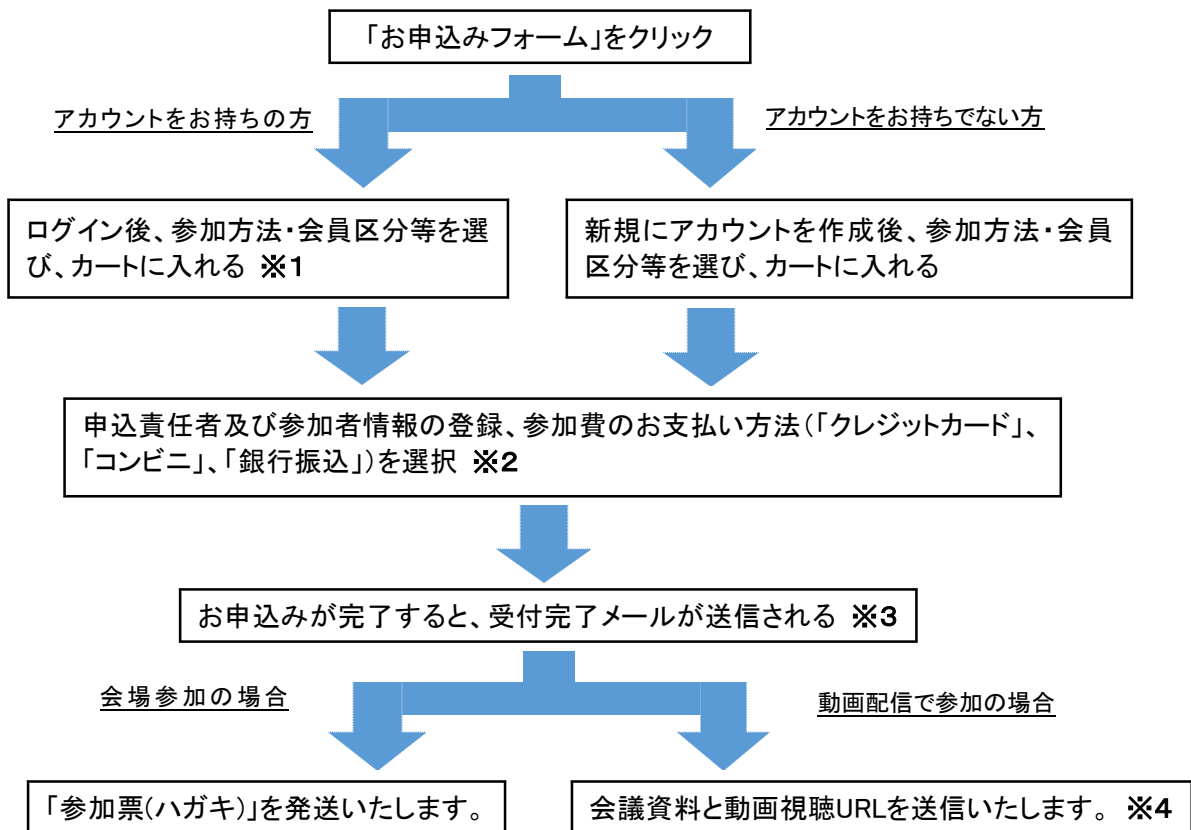 「お申込みフォーム」をクリック
アカウントをお持ちの方
アカウントをお持ちでない方
ログイン後、参加方法・会員区分等を選
び、カートに入れる ※1
新規にアカウントを作成後、参加方法・会員
区分等を選び、カートに入れる
申込責任者及び参加者情報の登録、参加費のお支払い方法(「クレジットカード」、
「コンビニ」、「銀行振込」)を選択 ※2
お申込みが完了すると、受付完了メールが送信される ※3
会場参加の場合
動画配信で参加の場合
「参加票(ハガキ)」を発送いたします。
会議資料と動画視聴URLを送信いたします。 ※4